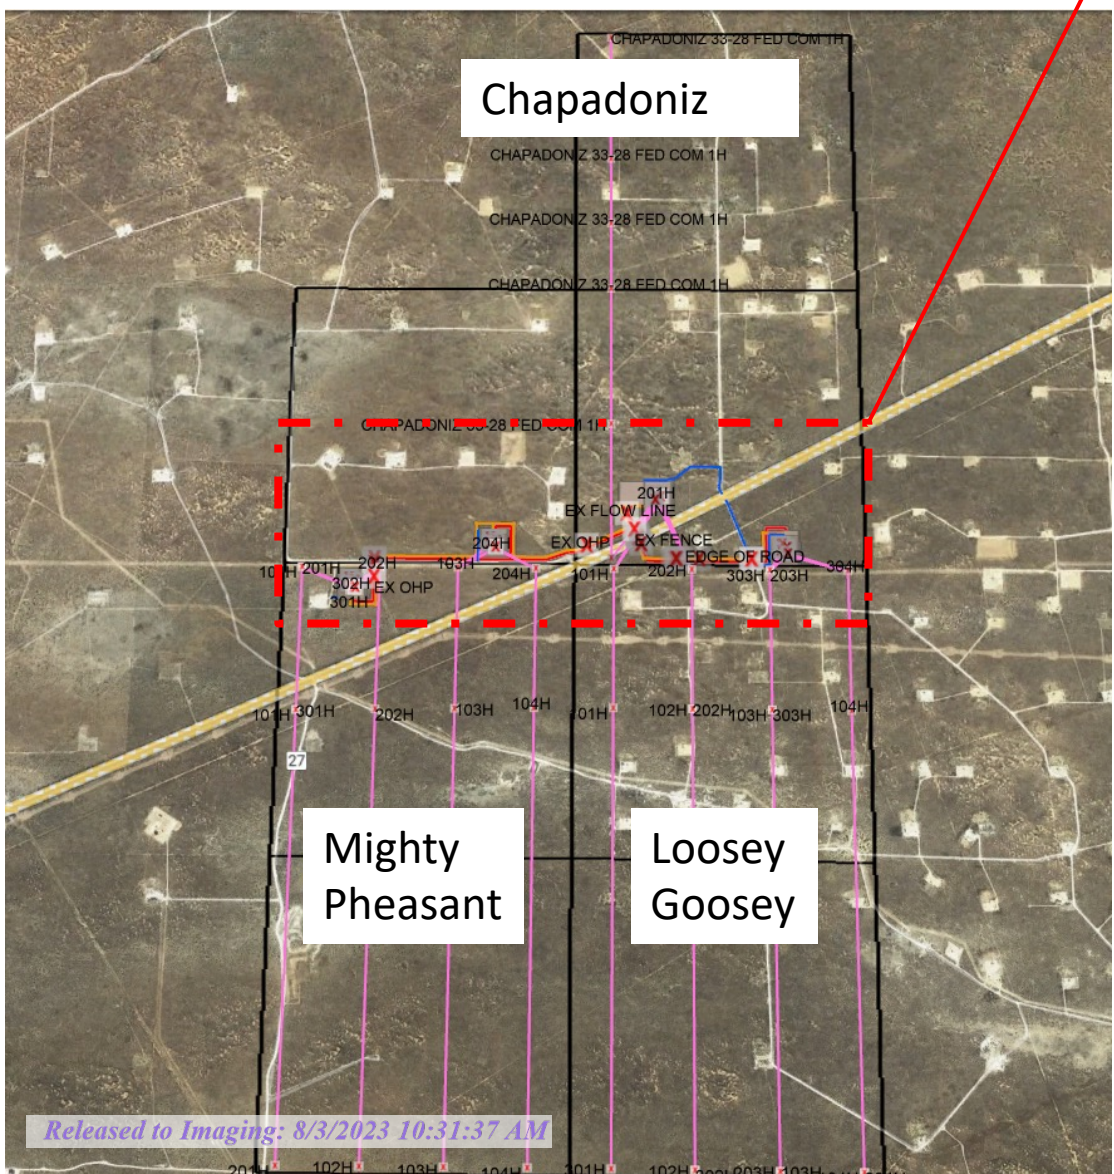 CHAPADONIZ 33-28 FED COM 1H
Chapadoniz
CHAPADONIZ 33-28 FED COM 1H
CHAPADONIZ 33-28 FED COM 1H
CHAPADONIZ 33-28 FED COM 1H
CHAPADONIZ 33-28 FED COM 1H
201H
EX FLOW LINE
204H
EX OHP
EX FENCE
EDGE OF ROAD
201H
202H
103H
204H
101H
202H
303H
203H
304H
302H
EX OHP
301H
101H
301H
202H
103H
104H
101H
102H
202H
103H
303H
104H
27
Mighty
Pheasant
Loosey
Goosey
Released to Imaging: 8/3/2023 10:31:37 AM
201H
102H
103H
104H
301H
102H
203H
103H